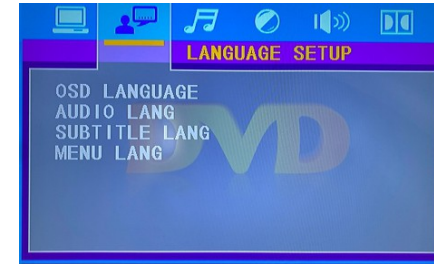 LANGUAGE SETUP
OSD LANGUAGE
AUDIO LANG
SUBTITLE LANG
MENU LANG
DVD